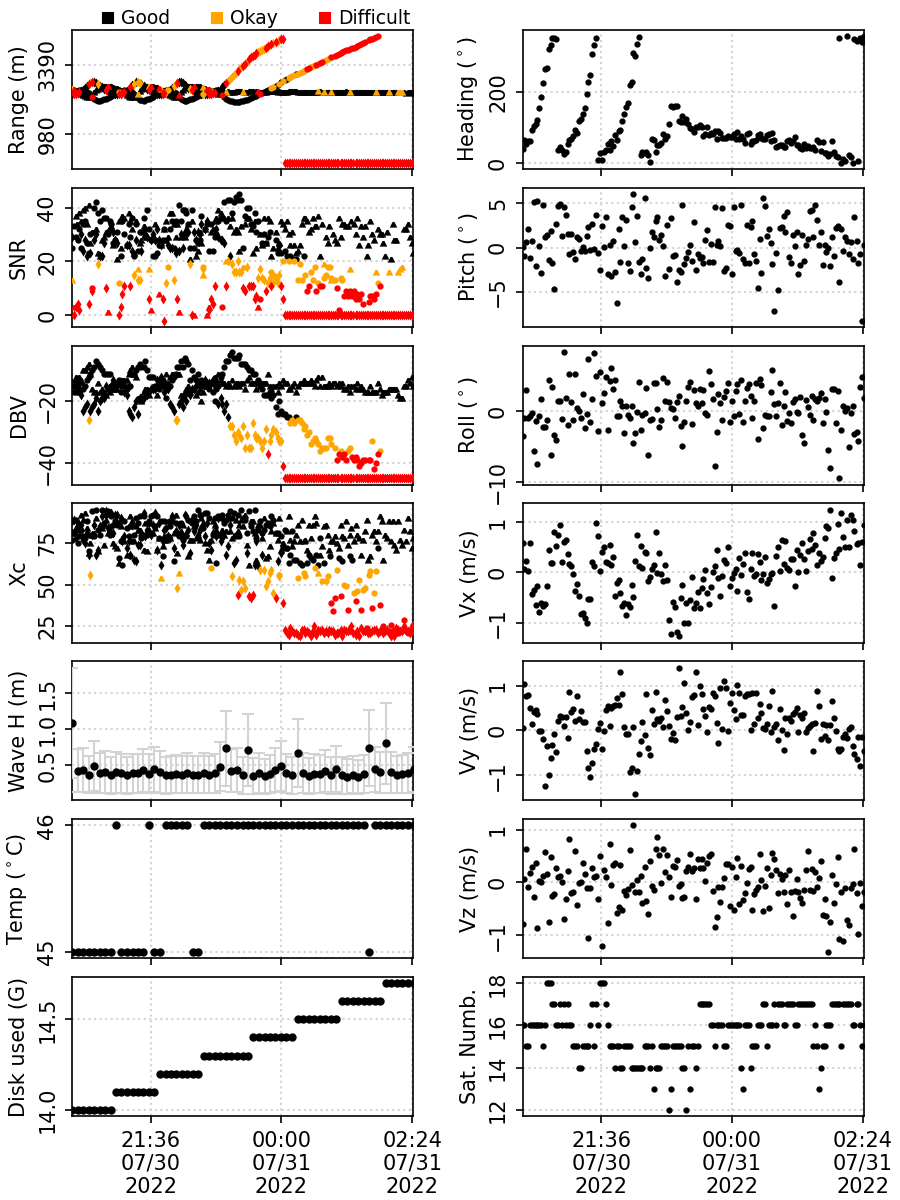 Good Okay Difficult
Range (m)
3390
980
Heading (°)
200
0
SNR
40
20
0
Pitch (°)
5
0
−5
DBV
−20
−40
Roll (°)
0
−10
Xc
75
50
25
Vx (m/s)
1
0
−1
Wave H (m)
1.5
1.0
0.5
Vy (m/s)
1
0
−1
Temp (°C)
46
45
Vz (m/s)
1
0
−1
Disk used (G)
14.5
14.0
Sat. Numb.
18
16
14
12
21:36 00:00 02:24
07/30 07/31 07/31
2022 2022 2022
21:36 00:00 02:24
07/30 07/31 07/31
2022 2022 2022